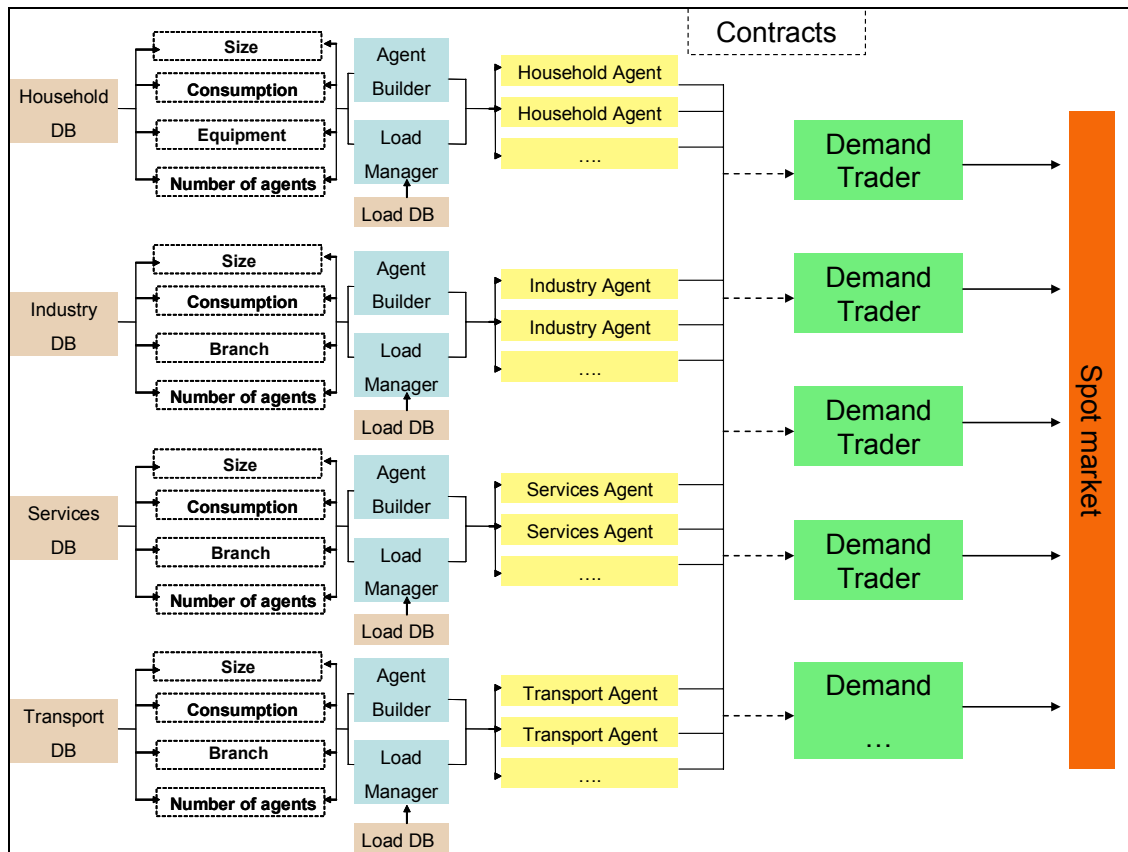 Contracts
Household
DB
Size
Consumption
Equipment
Number of agents
Agent
Builder
Load
Manager
Load DB
Household Agent
Household Agent
....
Industry
DB
Size
Consumption
Branch
Number of agents
Agent
Builder
Load
Manager
Load DB
Industry Agent
Industry Agent
....
Services
DB
Size
Consumption
Branch
Number of agents
Agent
Builder
Load
Manager
Load DB
Services Agent
Services Agent
....
Transport
DB
Size
Consumption
Branch
Number of agents
Agent
Builder
Load
Manager
Load DB
Transport Agent
Transport Agent
....
Demand
Trader
Demand
Trader
Demand
Trader
Demand
Trader
Demand
...
Spot market